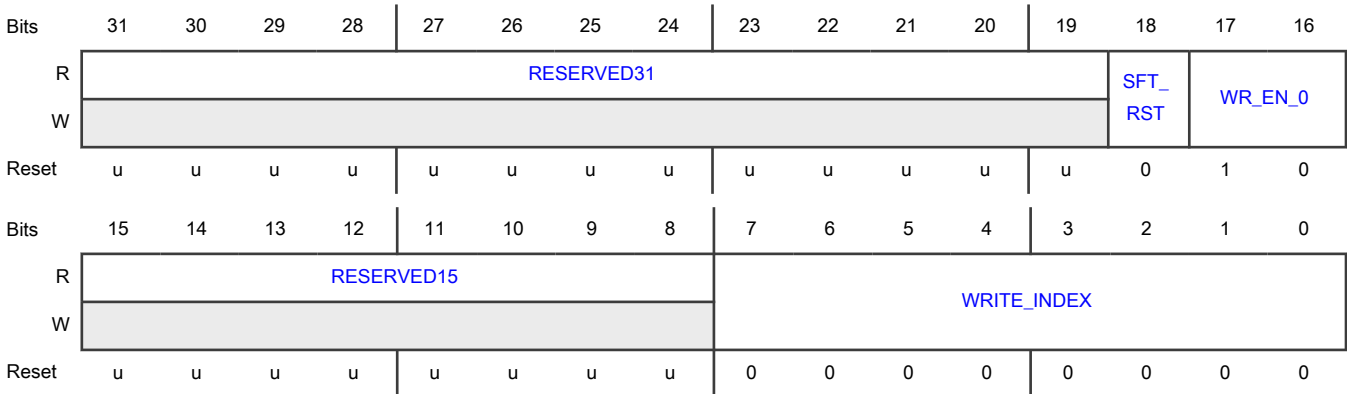 Bits 31 30 29 28 27 26 25 24 23 22 21 20 19 18 17 16
R RESERVED31 SFT_ WR_EN_0
W RST
Reset u u u u u u u u u u u u u 0 1 0
Bits 15 14 13 12 11 10 9 8 7 6 5 4 3 2 1 0
R RESERVED15 WRITE_INDEX
W
Reset u u u u u u u u 0 0 0 0 0 0 0 0